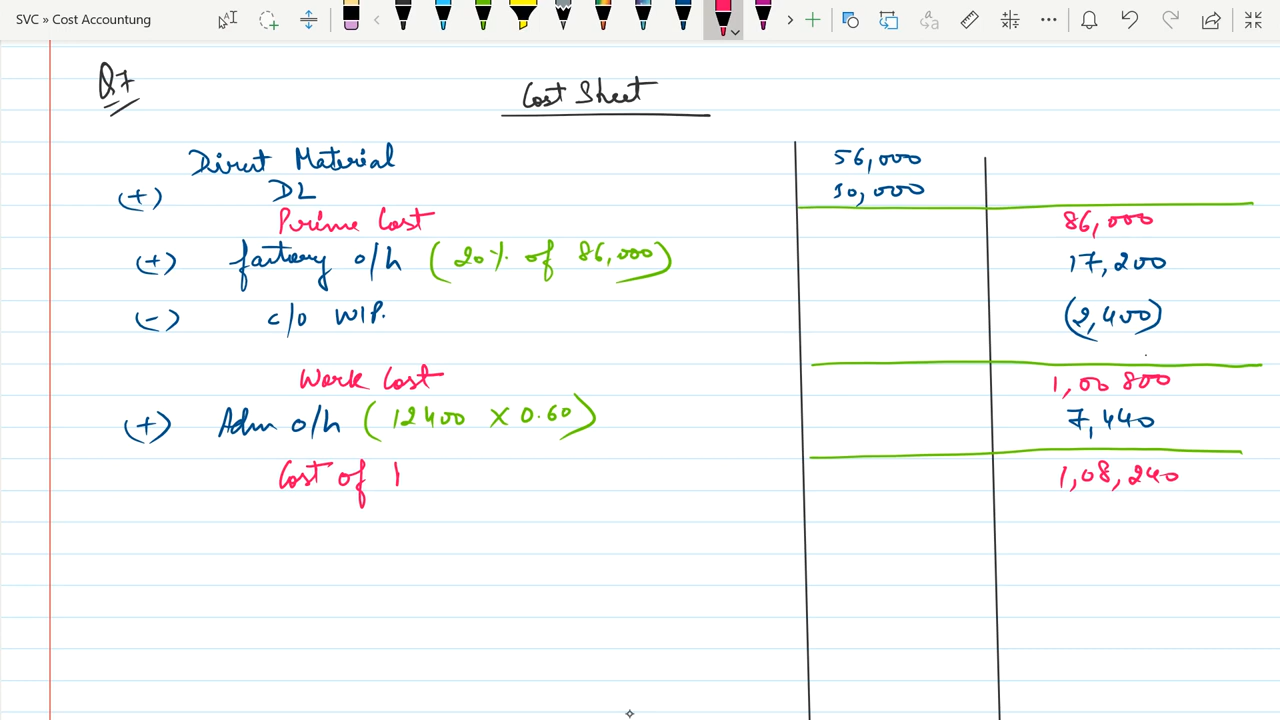 SVC » Cost Accountung
Q7
Cost Sheet
Direct Material 56,000
(+) DL 30,000
Prime Cost 86,000
(+) factory o/h (20% of 86,000) 17,200
(-) c/o WIP. (2,400)
Work Cost 1,00 800
(+) Adm o/h (12400 X 0.60) 7,440
Cost of 1,08,240